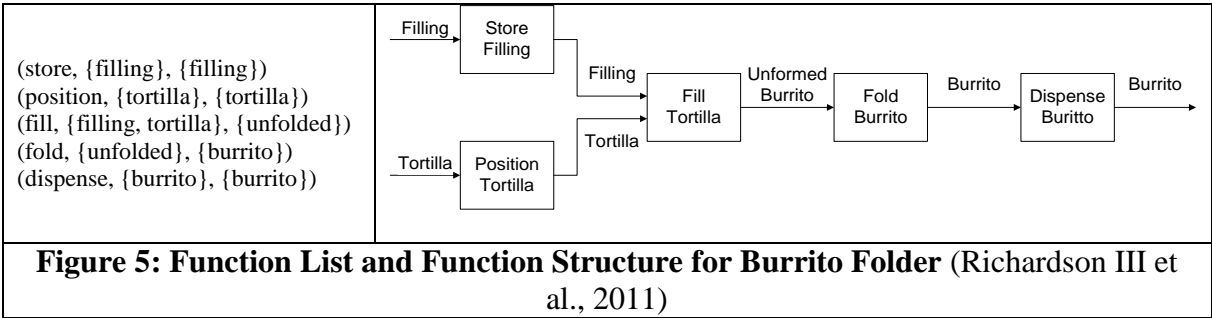 (store, {filling}, {filling})
(position, {tortilla}, {tortilla})
(fill, {filling, tortilla}, {unfolded})
(fold, {unfolded}, {burrito})
(dispense, {burrito}, {burrito})
Filling
Store
Filling
Filling
Tortilla
Position
Tortilla
Tortilla
Fill
Tortilla
Unformed
Burrito
Fold
Burrito
Burrito
Dispense
Buritto
Burrito
Figure 5: Function List and Function Structure for Burrito Folder (Richardson III et
al., 2011)